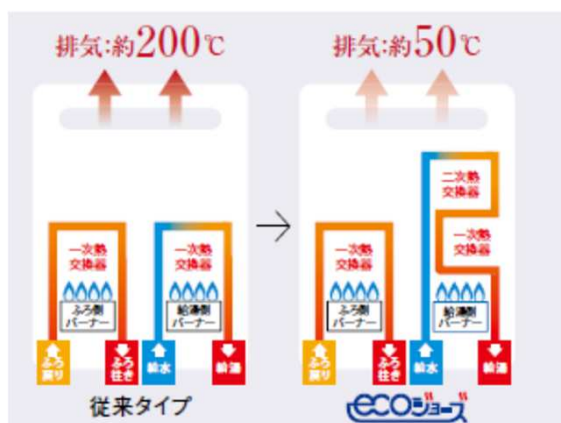 排気:約200℃
一次熱
交換器
ふろ側
バーナー
一次熱
交換器
給湯側
バーナー
ふろ
戻り
ふろ
往き
給水
給湯
従来タイプ
排気:約50℃
一次熱
交換器
ふろ側
バーナー
二次熱
交換器
一次熱
交換器
給湯側
バーナー
ふろ
戻り
ふろ
往き
給水
給湯
ecoジョーズ